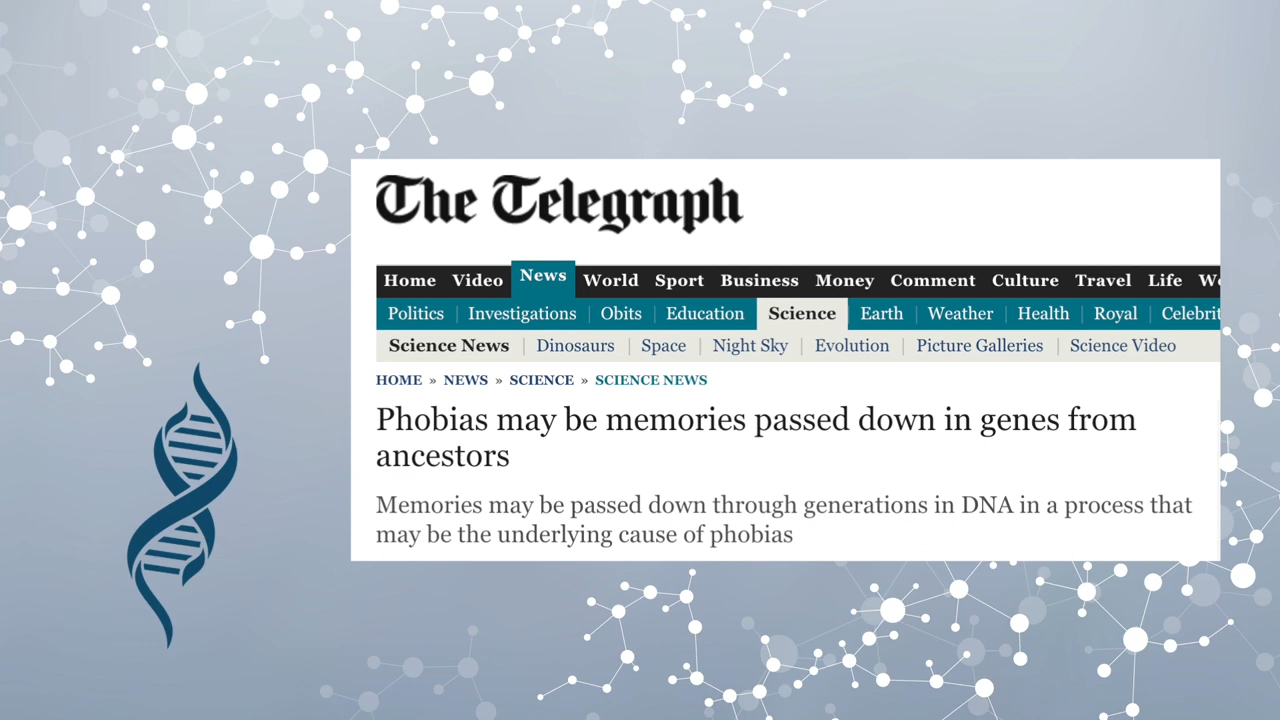 The Telegraph
Home Video News World Sport Business Money Comment Culture Travel Life
Politics | Investigations | Obits | Education | Science | Earth | Weather | Health | Royal | Celebrit
Science News | Dinosaurs | Space | Night Sky | Evolution | Picture Galleries | Science Video
HOME » NEWS » SCIENCE » SCIENCE NEWS
Phobias may be memories passed down in genes from
ancestors
Memories may be passed down through generations in DNA in a process that
may be the underlying cause of phobias